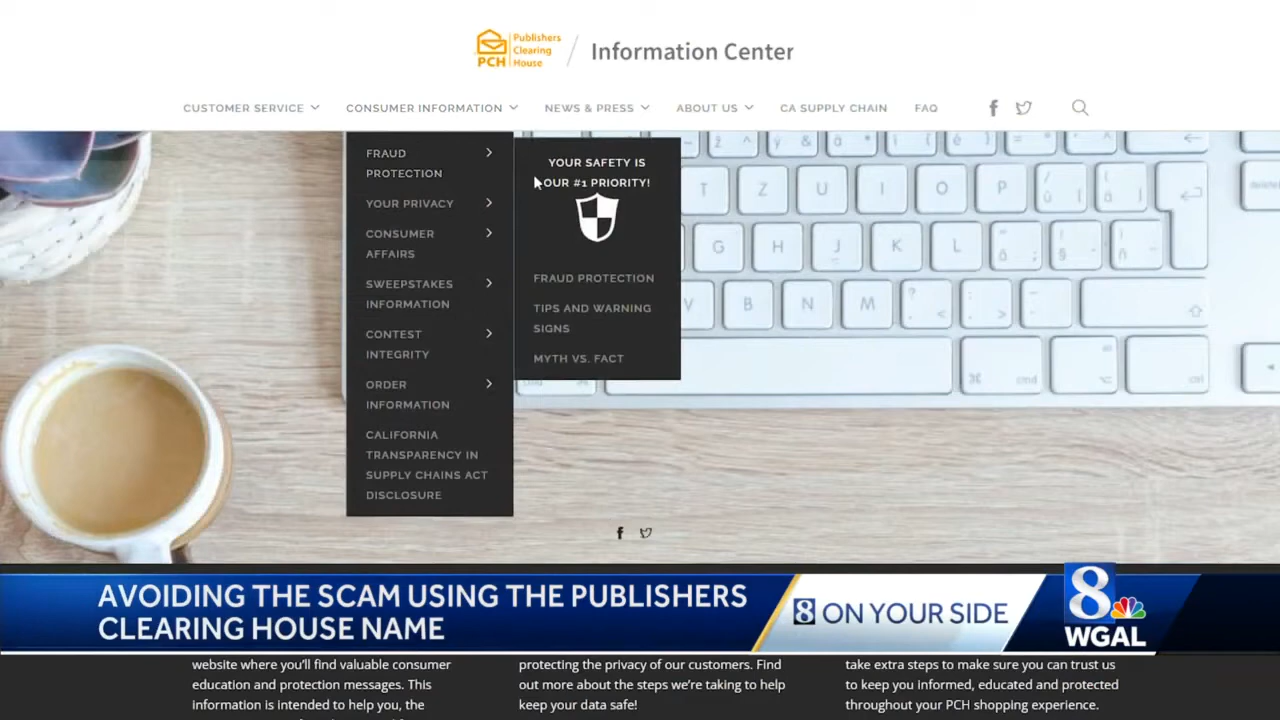 Publishers
Clearing
House
PCH
Information Center
CUSTOMER SERVICE
CONSUMER INFORMATION
NEWS & PRESS
ABOUT US
CA SUPPLY CHAIN
FAQ
FRAUD
PROTECTION
YOUR PRIVACY
CONSUMER
AFFAIRS
SWEEPSTAKES
INFORMATION
CONTEST
INTEGRITY
ORDER
INFORMATION
CALIFORNIA
TRANSPARENCY IN
SUPPLY CHAINS ACT
DISCLOSURE
YOUR SAFETY IS
OUR #1 PRIORITY!
FRAUD PROTECTION
TIPS AND WARNING
SIGNS
MYTH VS. FACT
T Z U I O P
G H J K L
V B N M
cmd
ctrl
AVOIDING THE SCAM USING THE PUBLISHERS
CLEARING HOUSE NAME
8 ON YOUR SIDE
8
WGAL
website where you'll find valuable consumer
education and protection messages. This
information is intended to help you, the
protecting the privacy of our customers. Find
out more about the steps we're taking to help
keep your data safe!
take extra steps to make sure you can trust us
to keep you informed, educated and protected
throughout your PCH shopping experience.